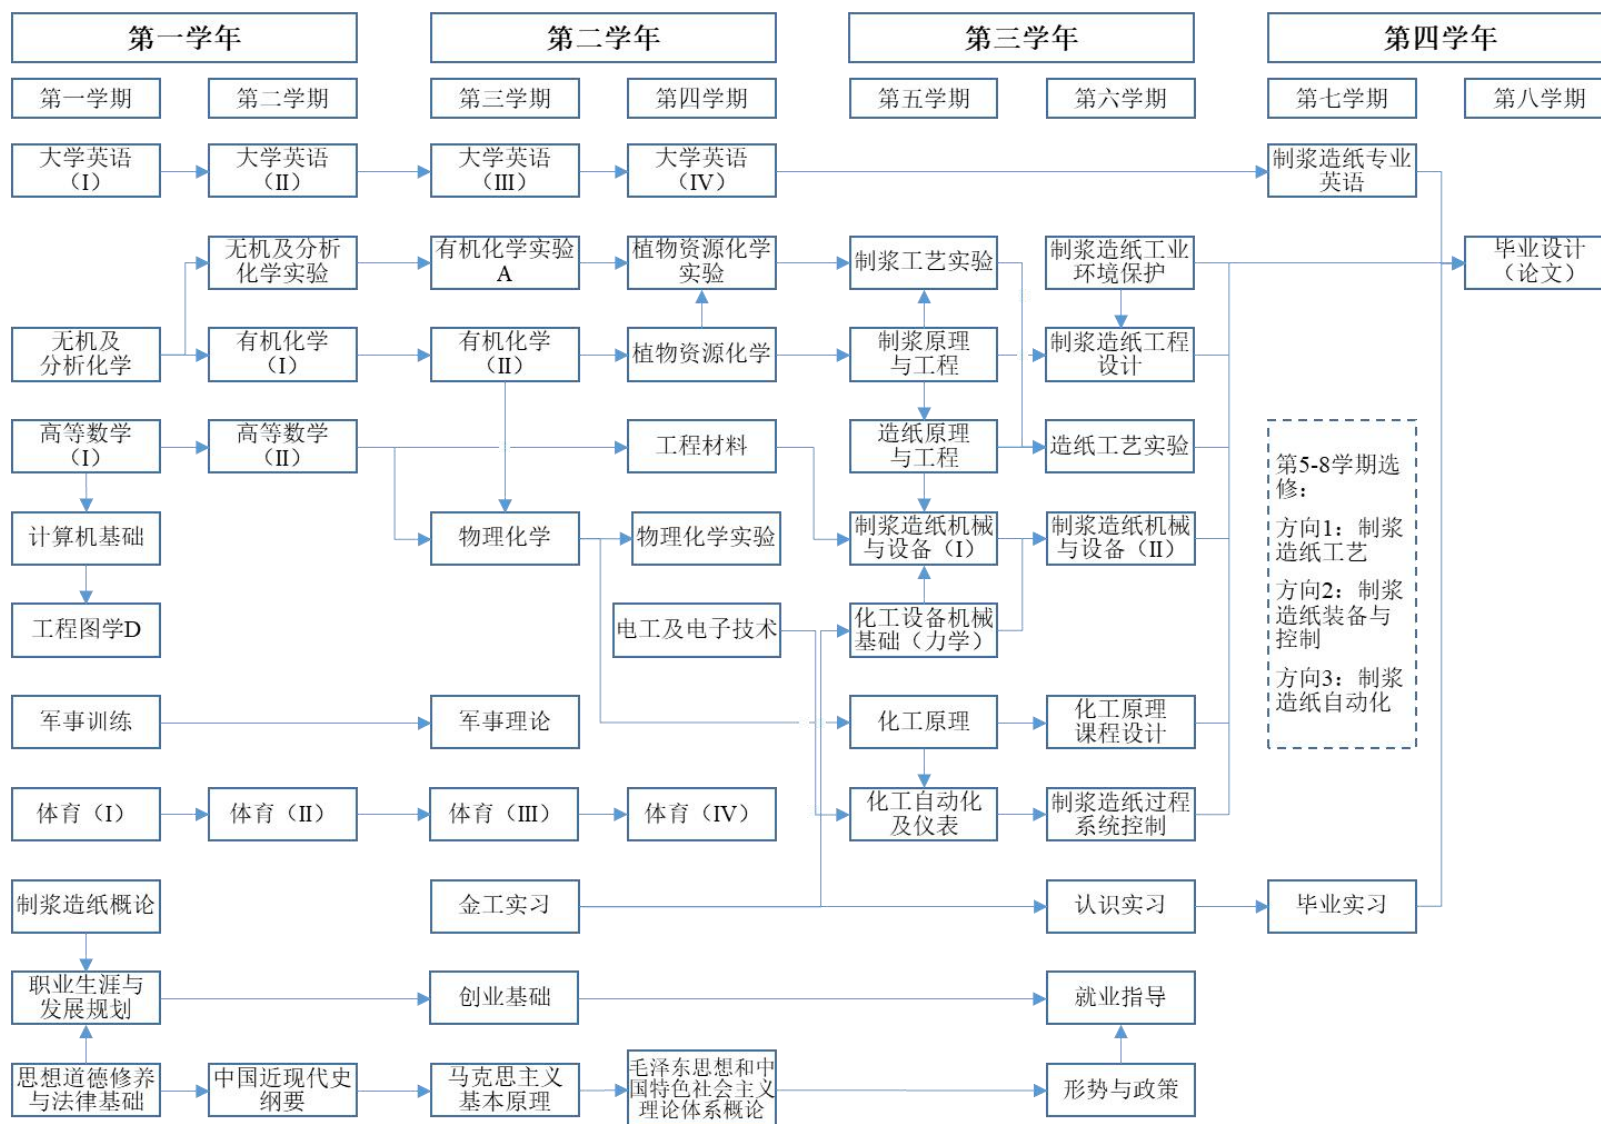 第一学年
第二学年
第三学年
第四学年
第一学期
第二学期
第三学期
第四学期
第五学期
第六学期
第七学期
第八学期
大学英语
（I）
大学英语
（II）
大学英语
（III）
大学英语
（IV）
制浆造纸专业
英语
无机及分析
化学实验
有机化学实验
A
植物资源化学
实验
制浆工艺实验
制浆造纸工业
环境保护
毕业设计
（论文）
无机及
分析化学
有机化学
（I）
有机化学
（II）
植物资源化学
制浆原理
与工程
制浆造纸工程
设计
高等数学
（I）
高等数学
（II）
工程材料
造纸原理
与工程
造纸工艺实验
第5-8学期选
修：
方向1：制浆
造纸工艺
方向2：制浆
造纸装备与
控制
方向3：制浆
造纸自动化
计算机基础
物理化学
物理化学实验
制浆造纸机械
与设备（I）
制浆造纸机械
与设备（II）
工程图学D
电工及电子技术
化工设备机械
基础（力学）
军事训练
军事理论
化工原理
化工原理
课程设计
体育（I）
体育（II）
体育（III）
体育（IV）
化工自动化
及仪表
制浆造纸过程
系统控制
制浆造纸概论
金工实习
认识实习
毕业实习
职业生涯与
发展规划
创业基础
就业指导
思想道德修养
与法律基础
中国近现代史
纲要
马克思主义
基本原理
毛泽东思想和中
国特色社会主义
理论体系概论
形势与政策